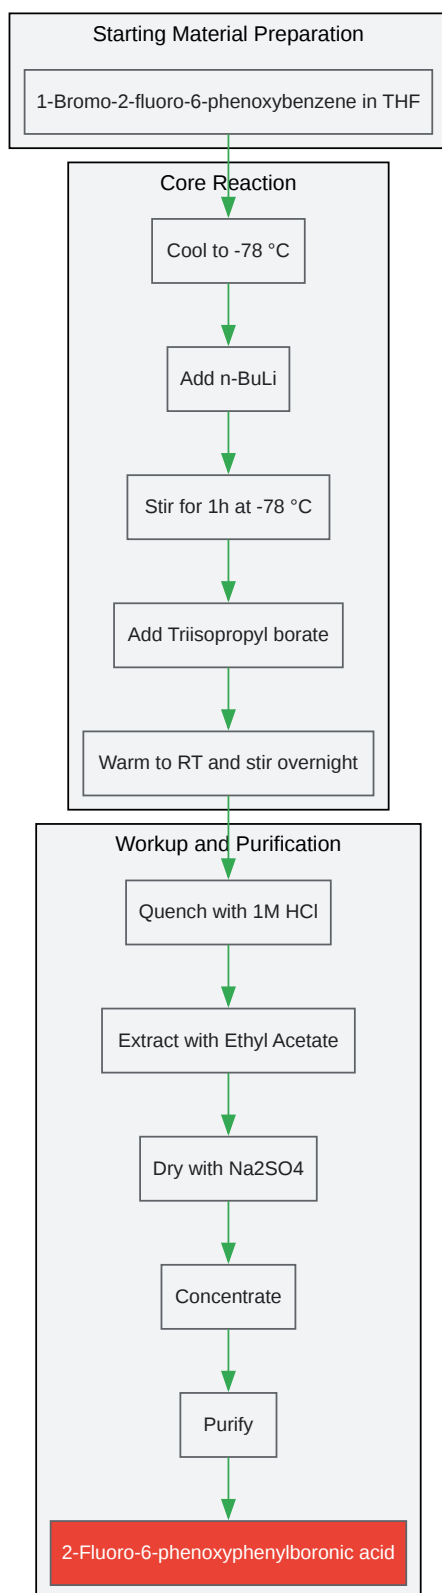 Starting Material Preparation
1-Bromo-2-fluoro-6-phenoxybenzene in THF
Core Reaction
Cool to -78 °C
Add n-BuLi
Stir for 1h at -78 °C
Add Triisopropyl borate
Warm to RT and stir overnight
Workup and Purification
Quench with 1M HCl
Extract with Ethyl Acetate
Dry with Na2SO4
Concentrate
Purify
2-Fluoro-6-phenoxyphenylboronic acid